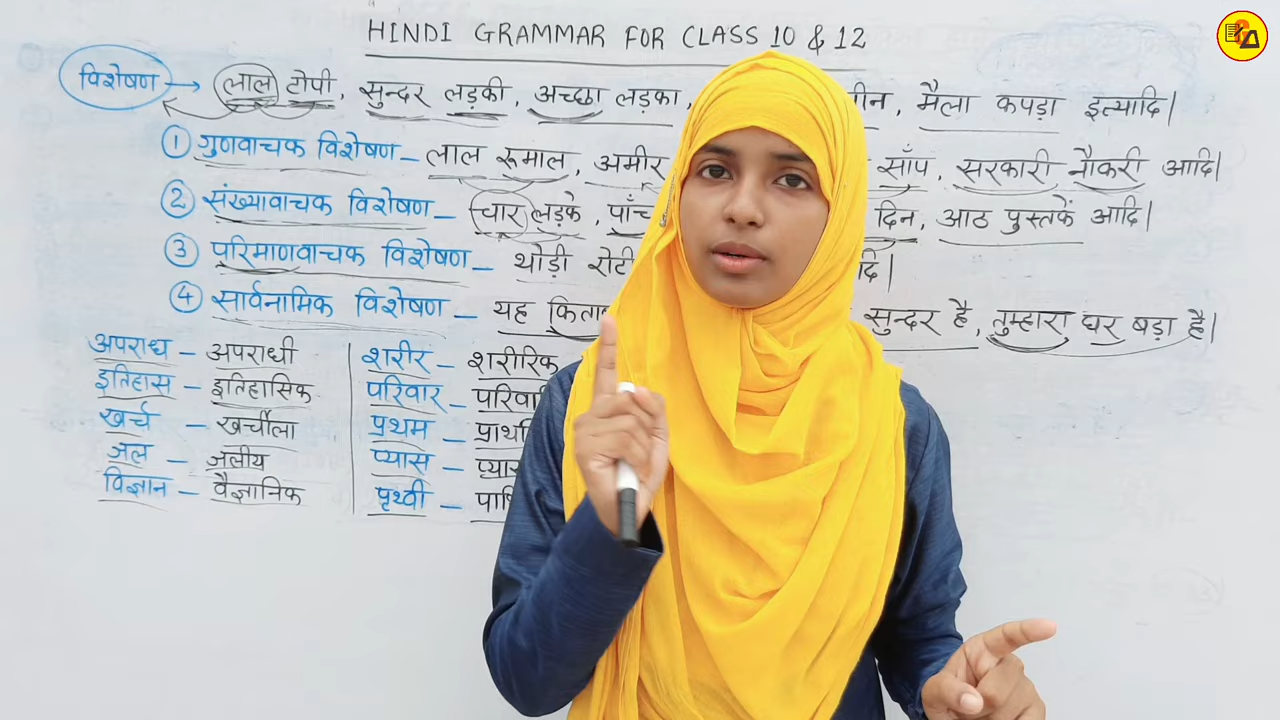 HINDI GRAMMAR FOR CLASS 10 & 12
विशेषण → लाल टोपी, सुन्दर लड़की, अच्छा लड़का, मैला कपड़ा इत्यादि|
① गुणवाचक विशेषण – लाल रूमाल, अमीर साँप, सरकारी नौकरी आदि|
② संख्यावाचक विशेषण – चार लड़के, पाँच दिन, आठ पुस्तकें आदि|
③ परिमाणवाचक विशेषण – थोड़ी रोटी
④ सार्वनामिक विशेषण – यह किताब सुन्दर है, तुम्हारा घर बड़ा है|
अपराध – अपराधी
इतिहास – इतिहासिक
खर्च – खर्चीला
जल – जलीय
विज्ञान – वैज्ञानिक
शरीर – शरीरिक
परिवार –
प्रथम –
प्यास –
पृथ्वी –